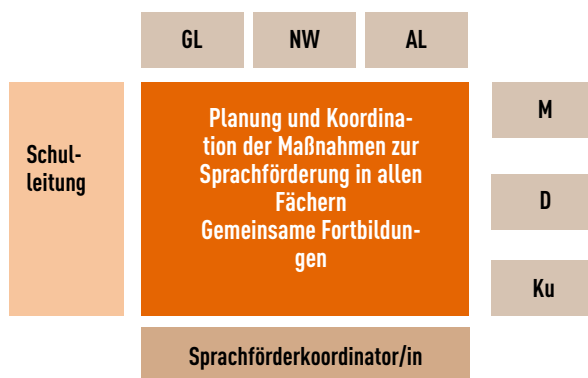 GL NW AL
Schul-
leitung
Planung und Koordina-
tion der Maßnahmen zur
Sprachförderung in allen
Fächern
Gemeinsame Fortbildun-
gen
M
D
Ku
Sprachförderkoordinator/in